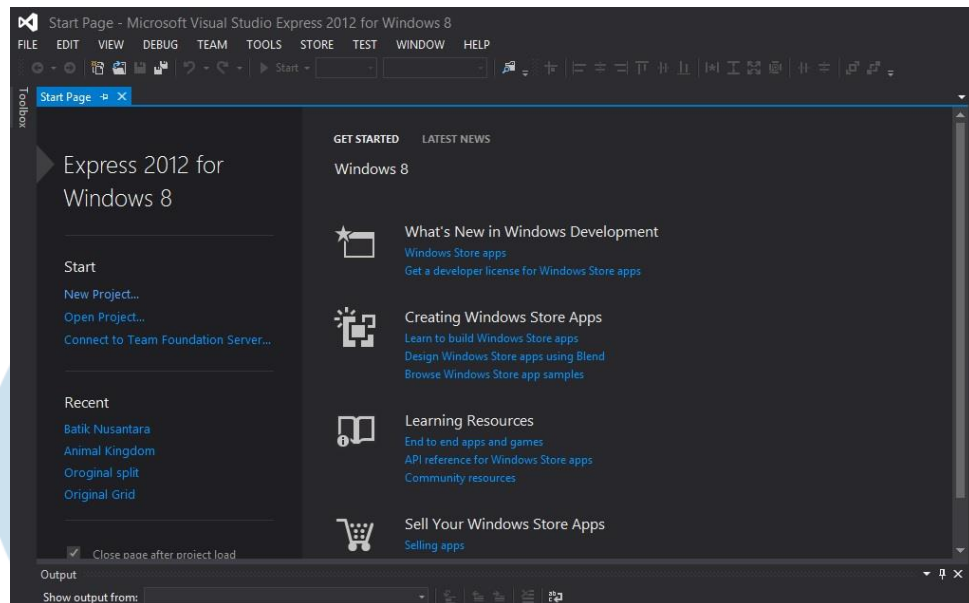 Start Page - Microsoft Visual Studio Express 2012 for Windows 8
FILE EDIT VIEW DEBUG TEAM TOOLS STORE TEST WINDOW HELP
Start
Toolbox
Start Page
Express 2012 for
Windows 8
Start
New Project...
Open Project...
Connect to Team Foundation Server...
Recent
Batik Nusantara
Animal Kingdom
Oroginal split
Original Grid
Close page after project load
GET STARTED LATEST NEWS
Windows 8
What's New in Windows Development
Windows Store apps
Get a developer license for Windows Store apps
Creating Windows Store Apps
Learn to build Windows Store apps
Design Windows Store apps using Blend
Browse Windows Store app samples
Learning Resources
End to end apps and games
API reference for Windows Store apps
Community resources
Sell Your Windows Store Apps
Selling apps
Output
Show output from: